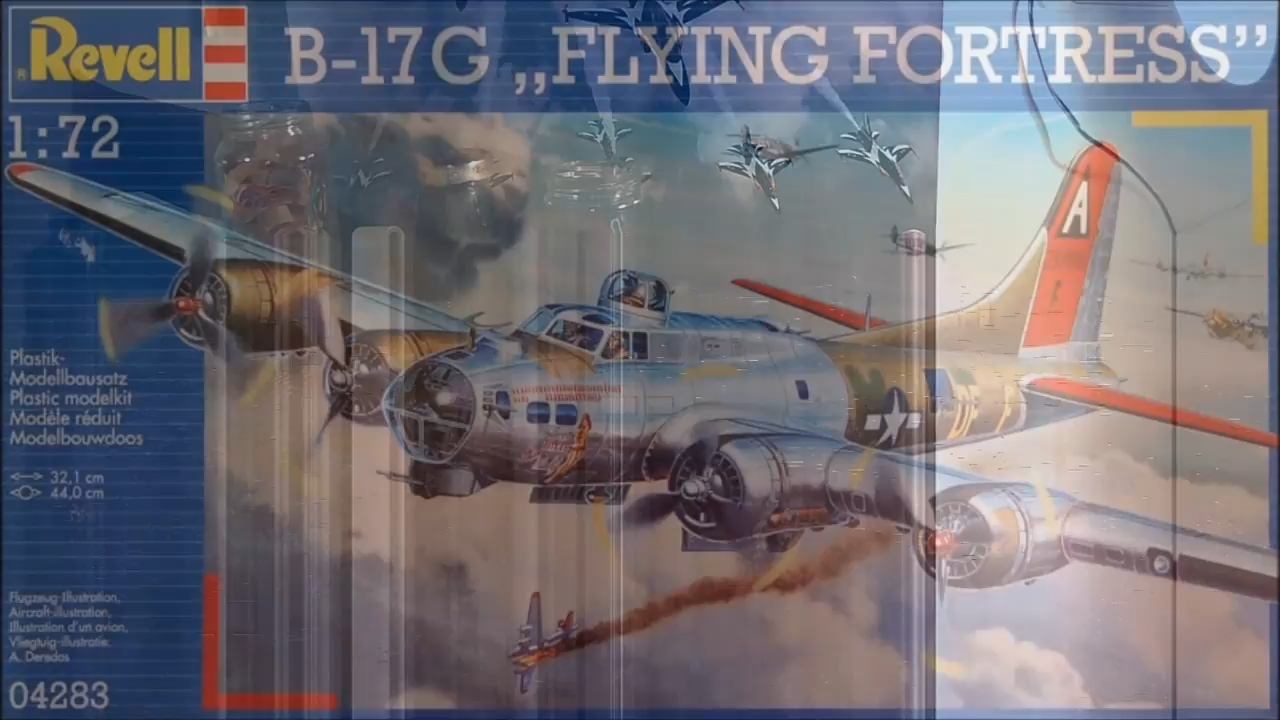 ® Revell
B-17G „FLYING FORTRESS”
1:72
A
Plastik-
Modellbausatz
Plastic modelkit
Modèle réduit
Modelbouwdoos
32,1 cm
44,0 cm
DF F
Flugzeug-Illustration,
Aircraft-illustration,
Illustration d'un avion,
Vliegtuig-illustratie:
A. Deredos
04283